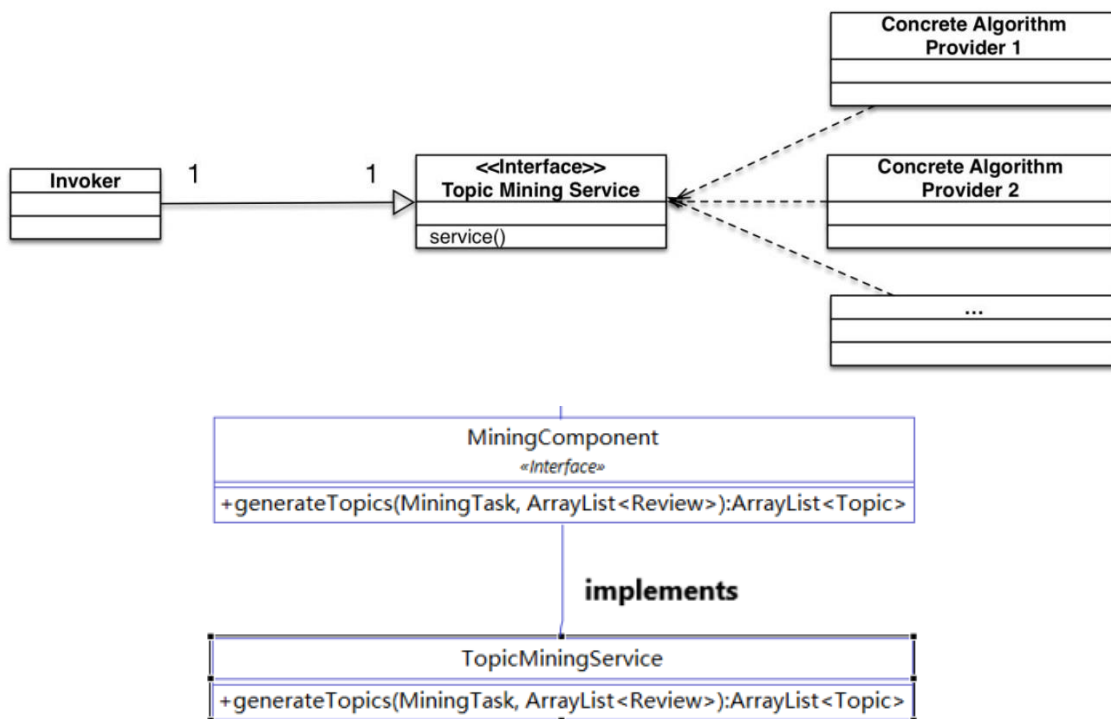 Concrete Algorithm
Provider 1
1
1
Invoker
<<Interface>>
Topic Mining Service
service()
Concrete Algorithm
Provider 2
...
MiningComponent
«Interface»
+generateTopics(MiningTask, ArrayList<Review>):ArrayList<Topic>
implements
TopicMiningService
+generateTopics(MiningTask, ArrayList<Review>):ArrayList<Topic>